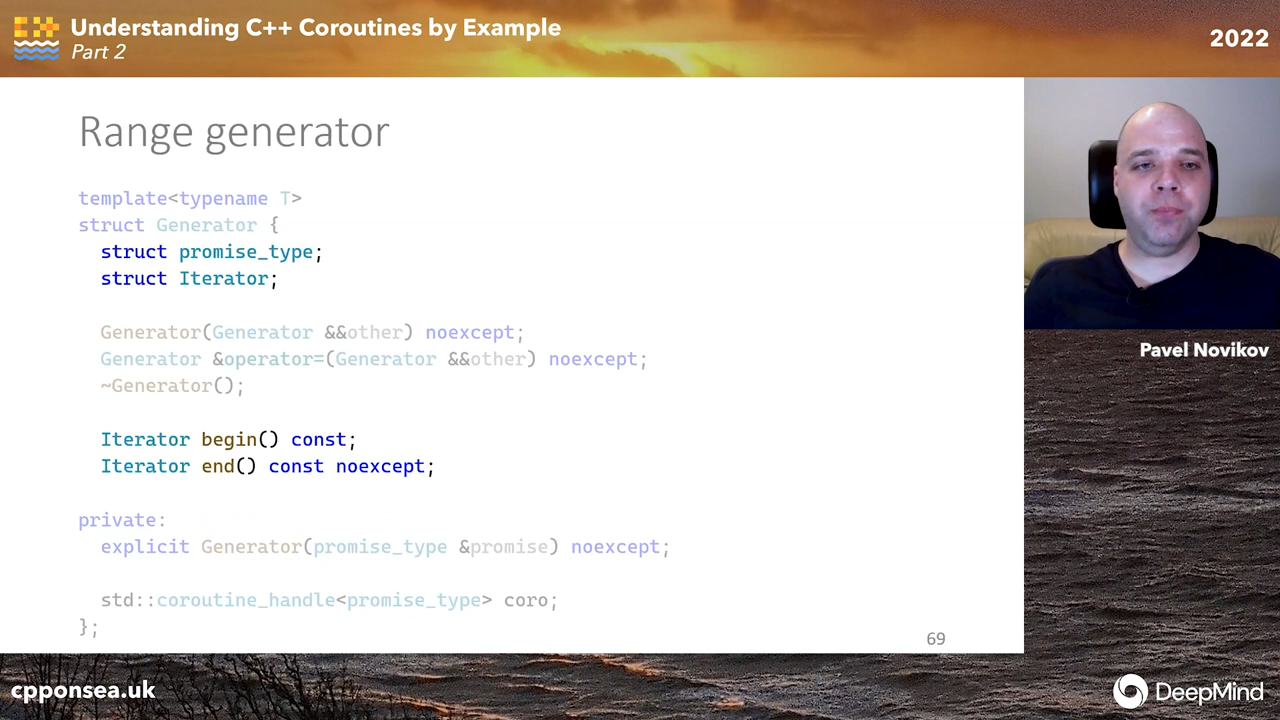 Understanding C++ Coroutines by Example
Part 2
2022
Range generator
template<typename T>
struct Generator {
  struct promise_type;
  struct Iterator;
  Generator(Generator &&other) noexcept;
  Generator &operator=(Generator &&other) noexcept;
  ~Generator();
  Iterator begin() const;
  Iterator end() const noexcept;
private:
  explicit Generator(promise_type &promise) noexcept;
  std::coroutine_handle<promise_type> coro;
};
69
Pavel Novikov
cpponsea.uk
DeepMind